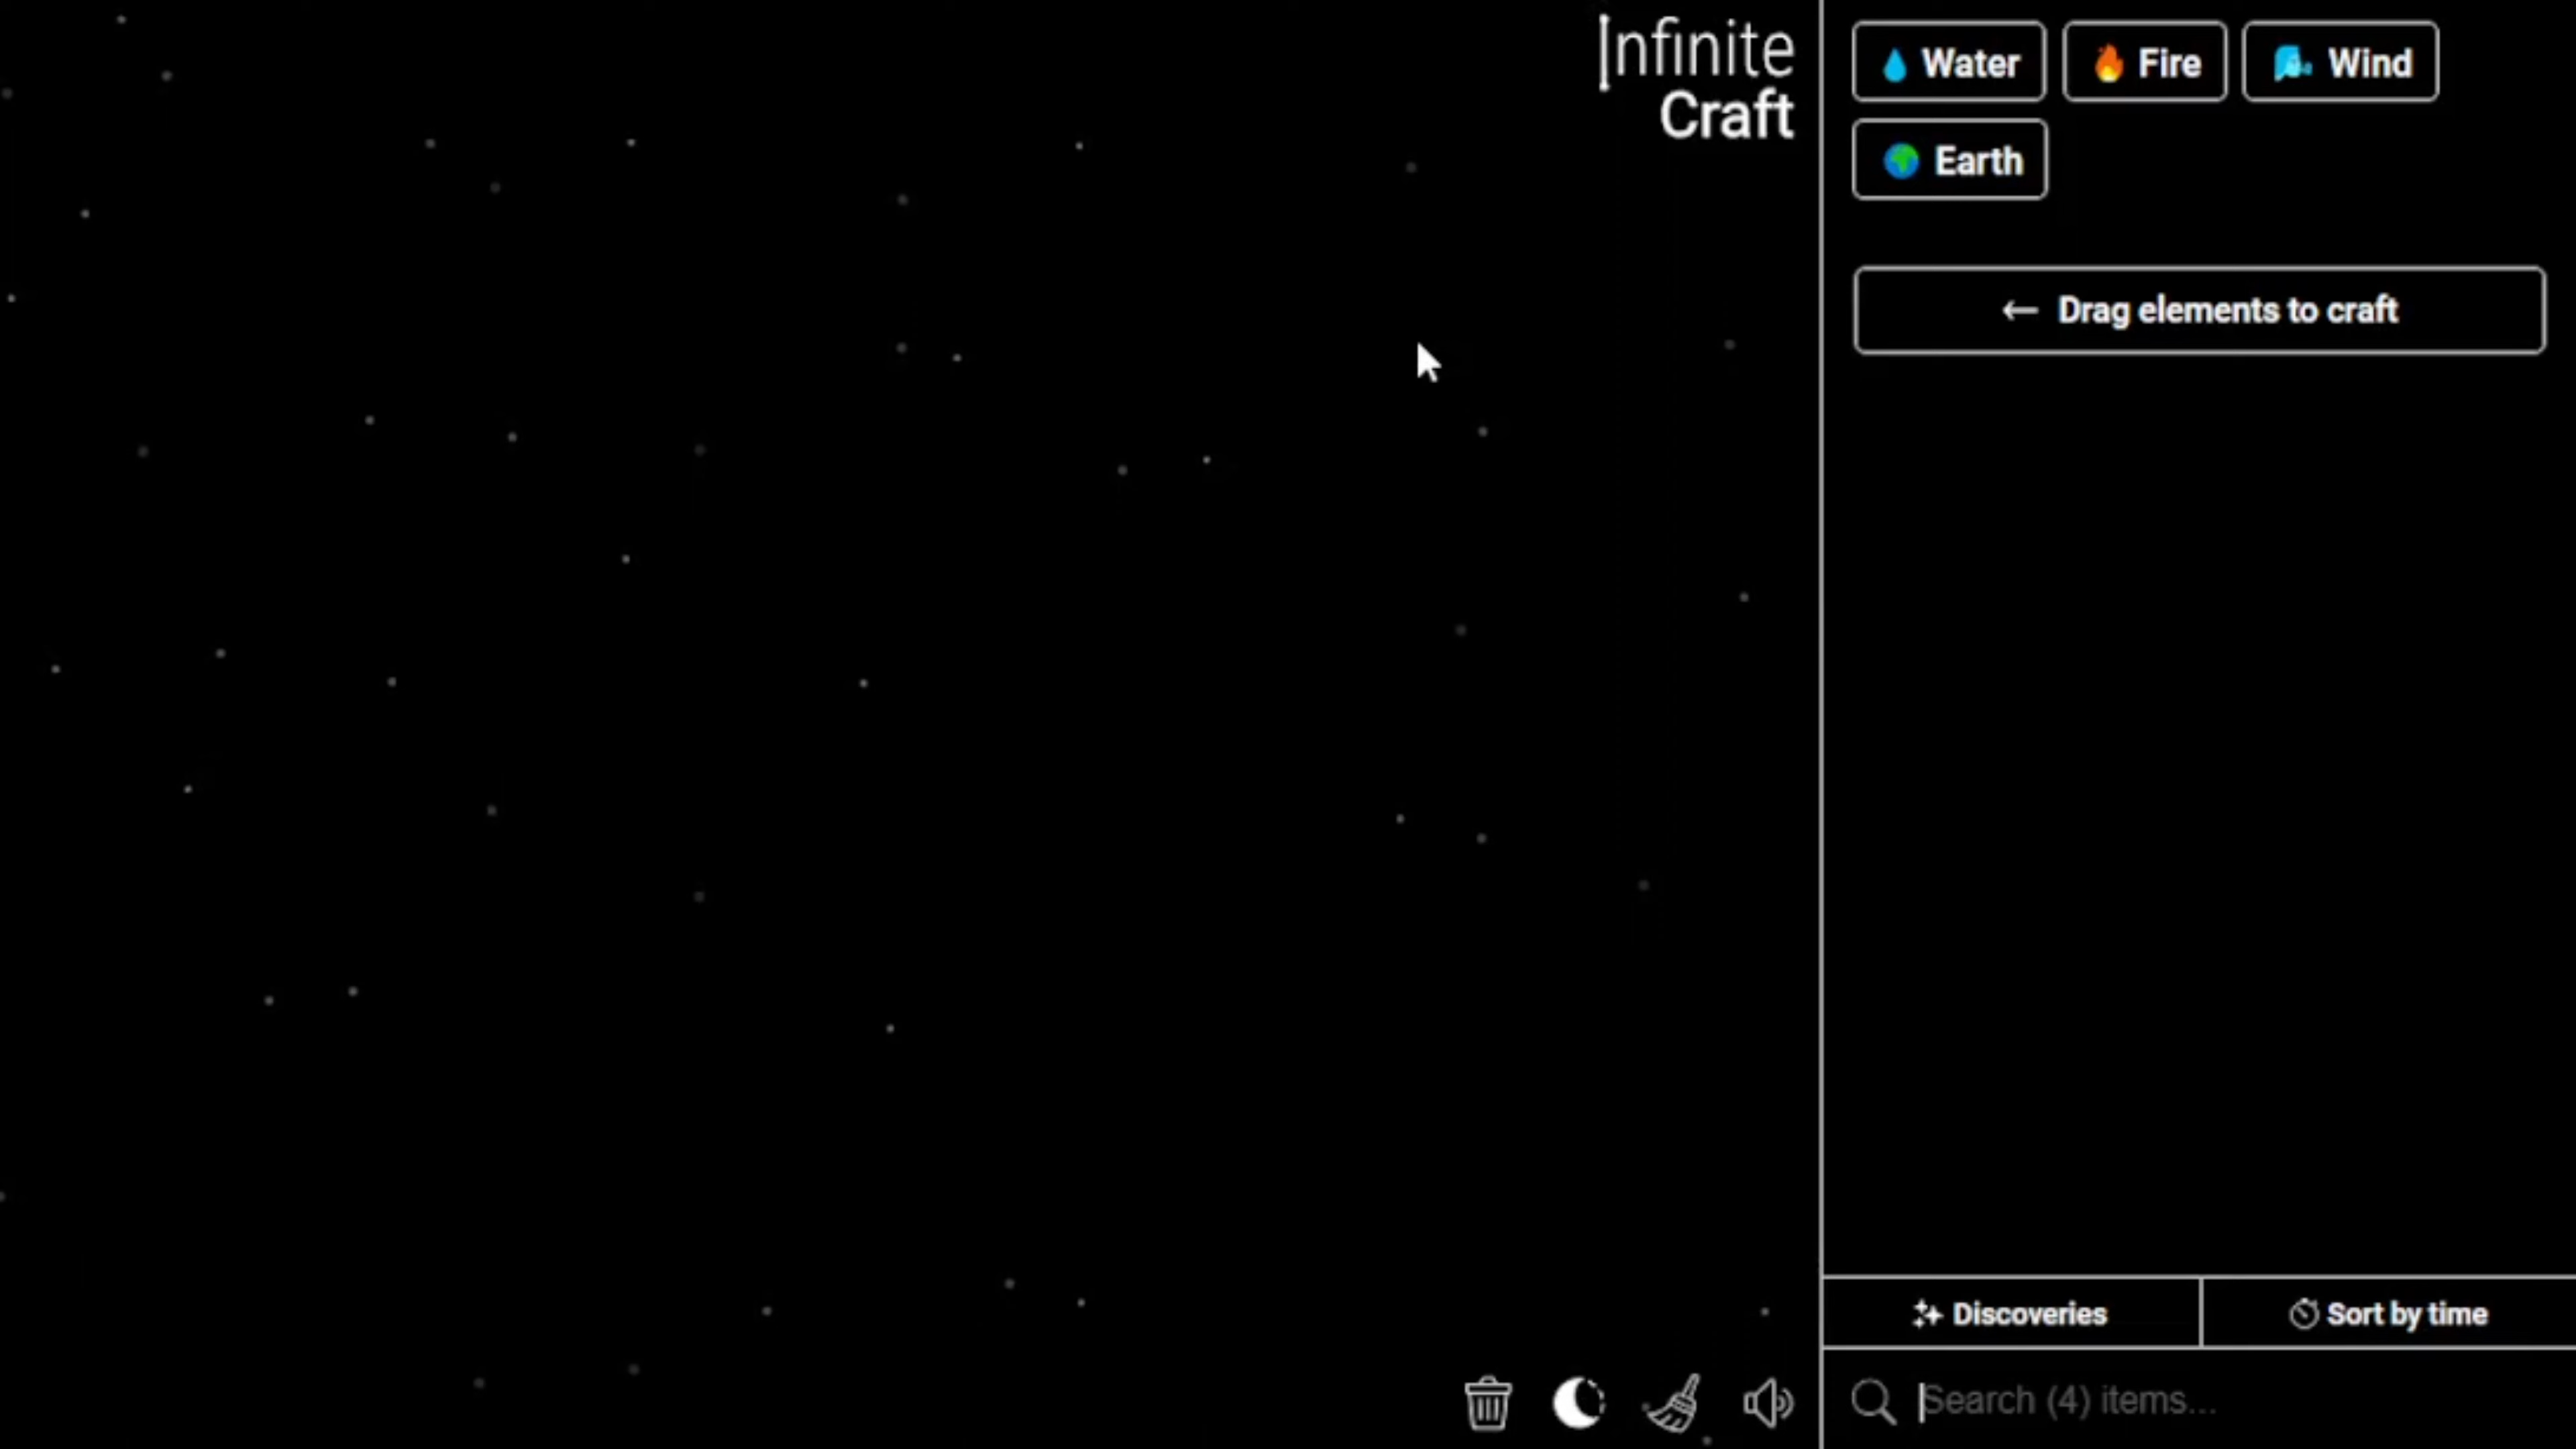 Infinite
Craft
Water
Fire
Wind
Earth
← Drag elements to craft
Discoveries
Sort by time
Search (4) items...